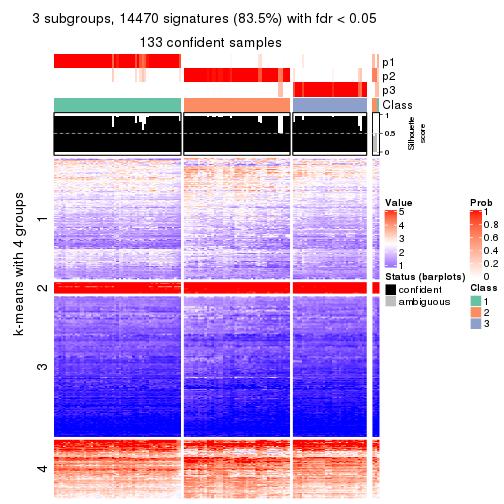 3 subgroups, 14470 signatures (83.5%) with fdr < 0.05
133 confident samples
p1
p2
p3
Class
1
0.5
0
Silhouette
score
k-means with 4 groups
1
2
3
4
Value
5
4
3
2
1
Status (barplots)
confident
ambiguous
Prob
1
0.8
0.6
0.4
0.2
0
Class
1
2
3